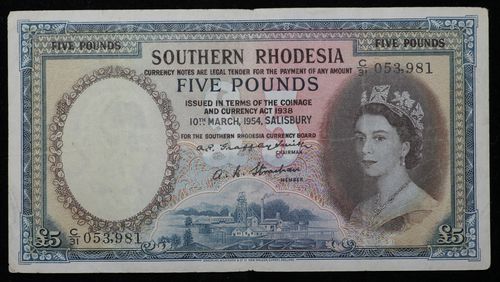 FIVE POUNDS
FIVE POUNDS
SOUTHERN RHODESIA
CURRENCY NOTES ARE LEGAL TENDER FOR THE PAYMENT OF ANY AMOUNT
C/31 053,981
FIVE POUNDS
ISSUED IN TERMS OF THE COINAGE
AND CURRENCY ACT 1938
10TH MARCH, 1954, SALISBURY
FOR THE SOUTHERN RHODESIA CURRENCY BOARD
CHAIRMAN
MEMBER
£5
C/31 053,981
£5